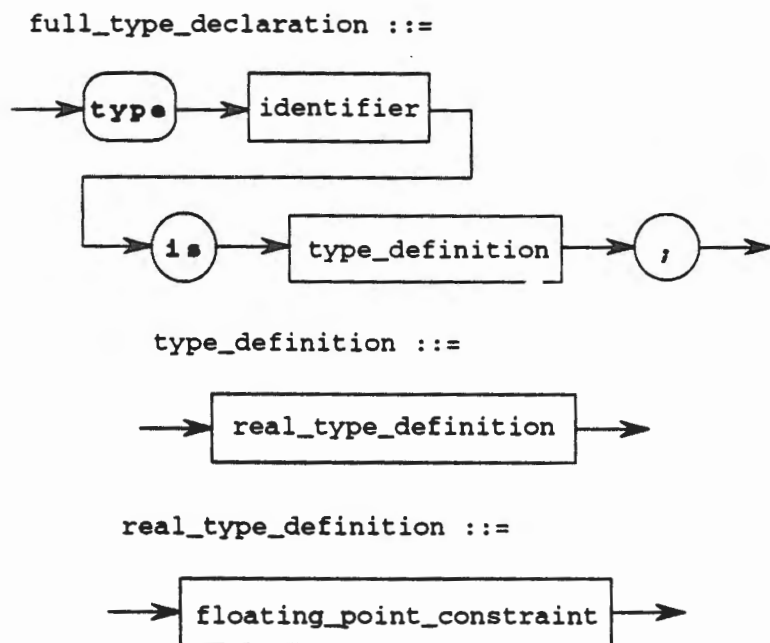 full_type_declaration ::=
type identifier
is type_definition ;
type_definition ::=
real_type_definition
real_type_definition ::=
floating_point_constraint